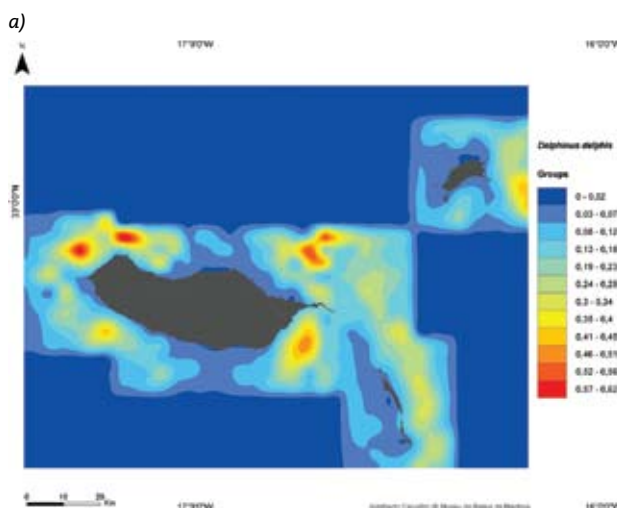 a)
N
17°0'0"W
16°0'0"W
Delphinus delphis
Groups
0 - 0,02
0,03 - 0,07
0,08 - 0,12
0,13 - 0,18
0,19 - 0,23
0,24 - 0,29
0,3 - 0,34
0,35 - 0,4
0,41 - 0,45
0,46 - 0,51
0,52 - 0,56
0,57 - 0,62
0 10 20
Km
17°0'0"W
16°0'0"W